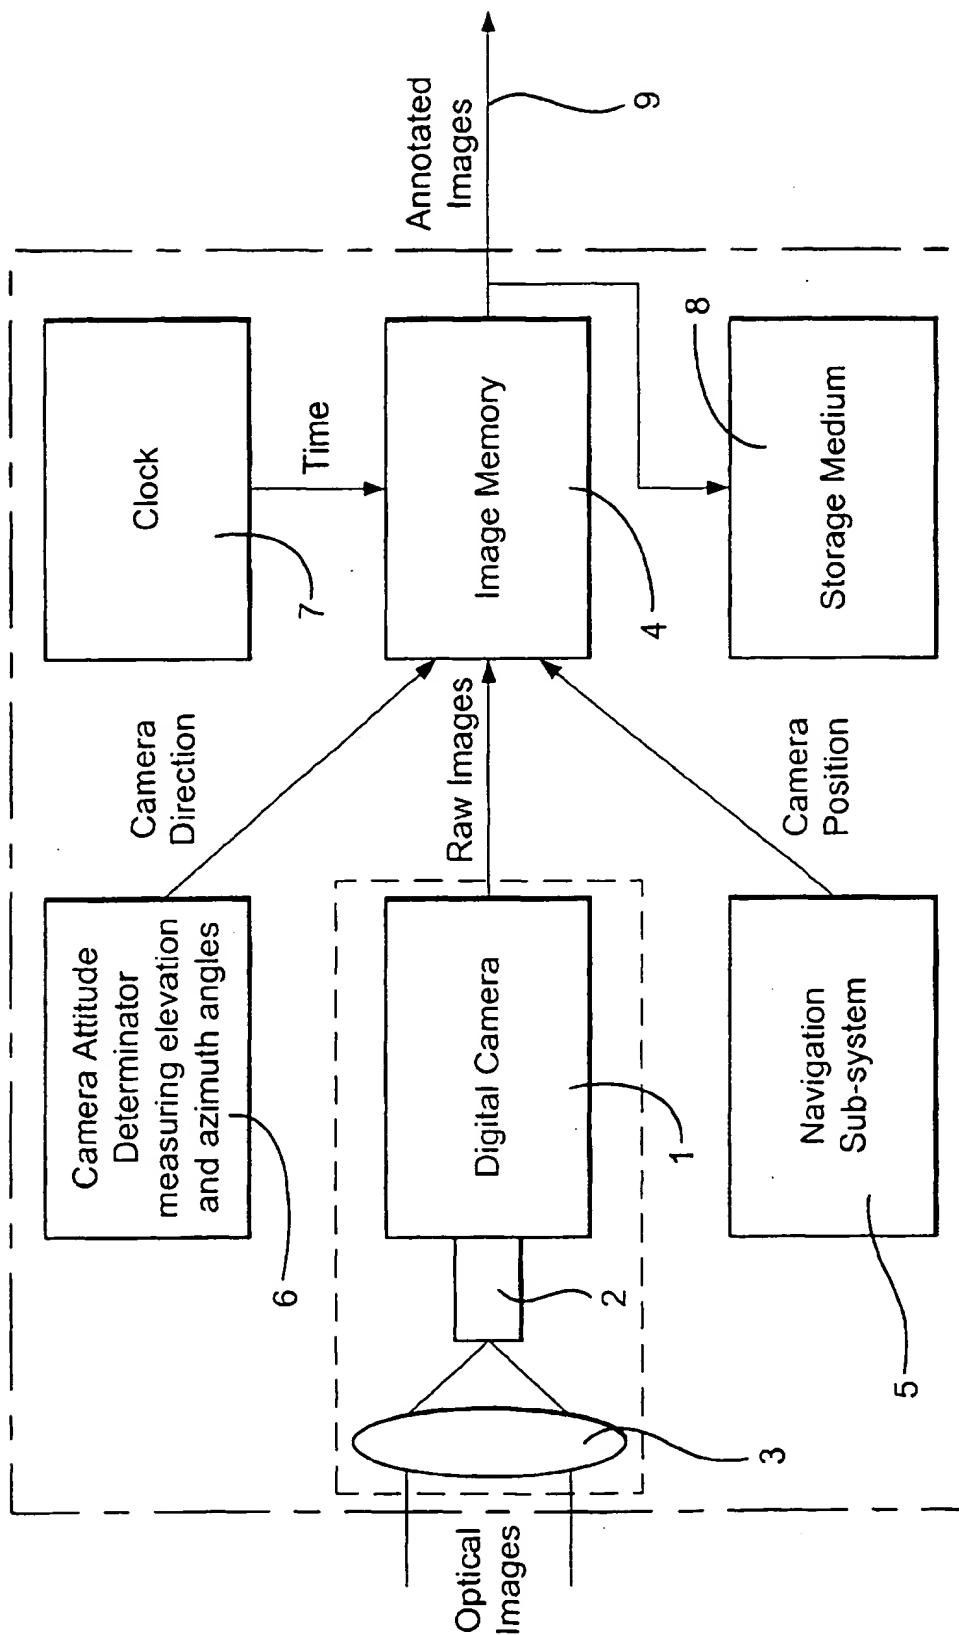 Optical
Images
Camera Attitude
Determinator
measuring elevation
and azimuth angles
6
Digital Camera
1
2
3
Navigation
Sub-system
5
Camera
Direction
Raw Images
Camera
Position
Clock
7
Time
Image Memory
4
Storage Medium
8
Annotated
Images
9